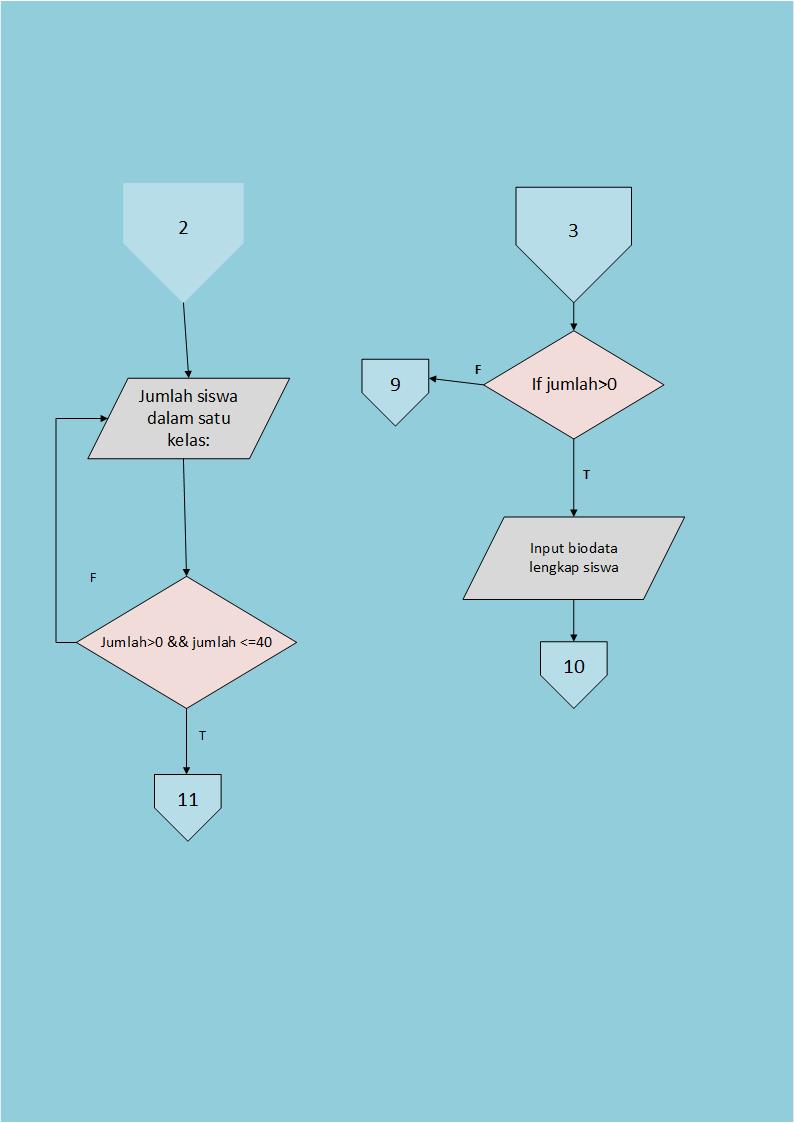 2
Jumlah siswa
dalam satu
kelas:
F
Jumlah>0 && jumlah <=40
T
11
3
If jumlah>0
F
9
T
Input biodata
lengkap siswa
10